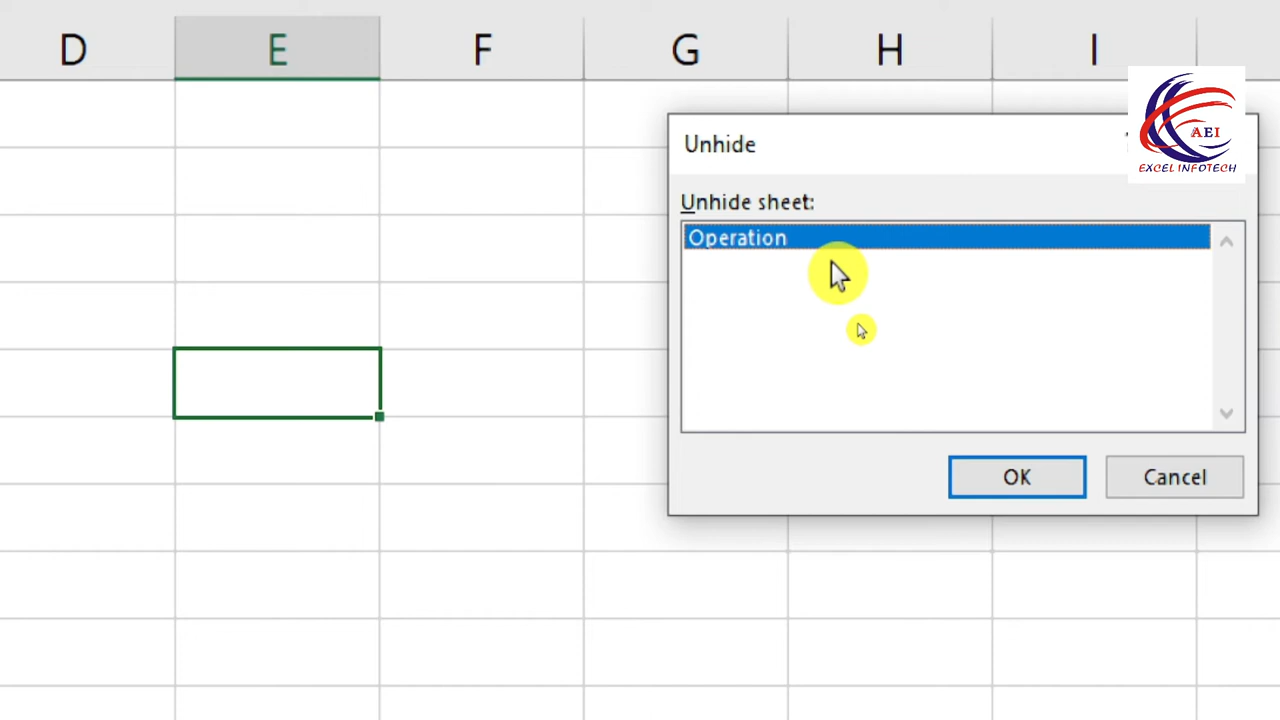 D E F G H I
Unhide
AEI
EXCEL INFOTECH
Unhide sheet:
Operation
OK Cancel